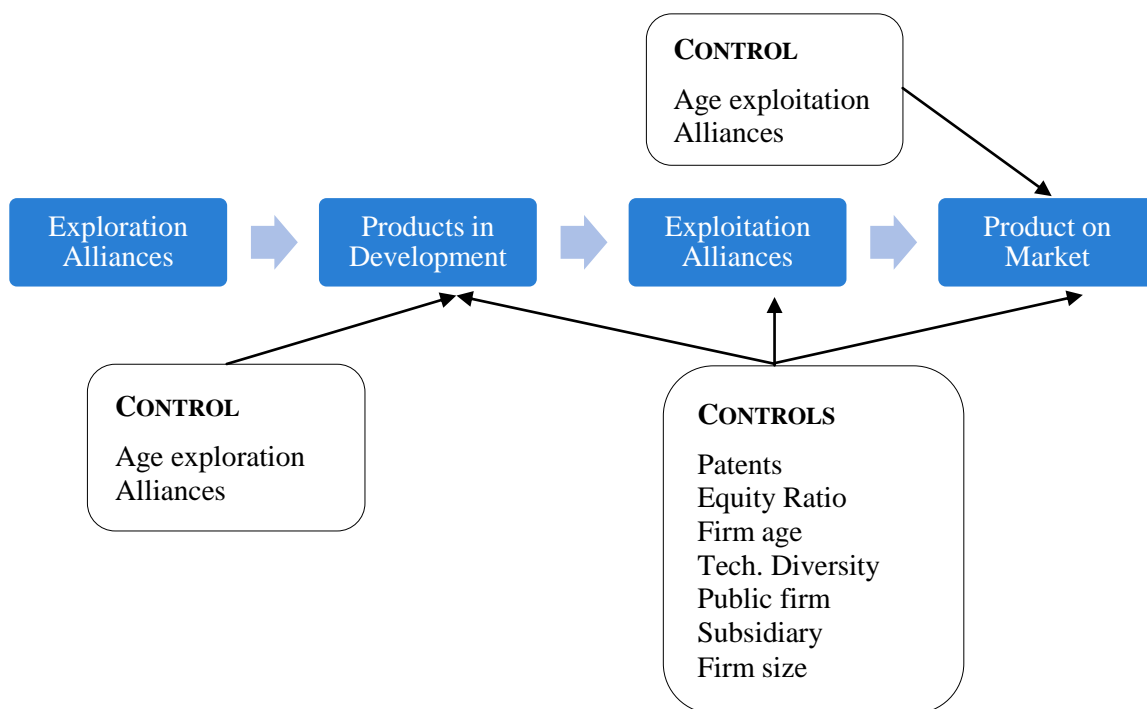 CONTROL
Age exploitation
Alliances
Exploration
Alliances
Products in
Development
Exploitation
Alliances
Product on
Market
CONTROL
Age exploration
Alliances
CONTROLS
Patents
Equity Ratio
Firm age
Tech. Diversity
Public firm
Subsidiary
Firm size